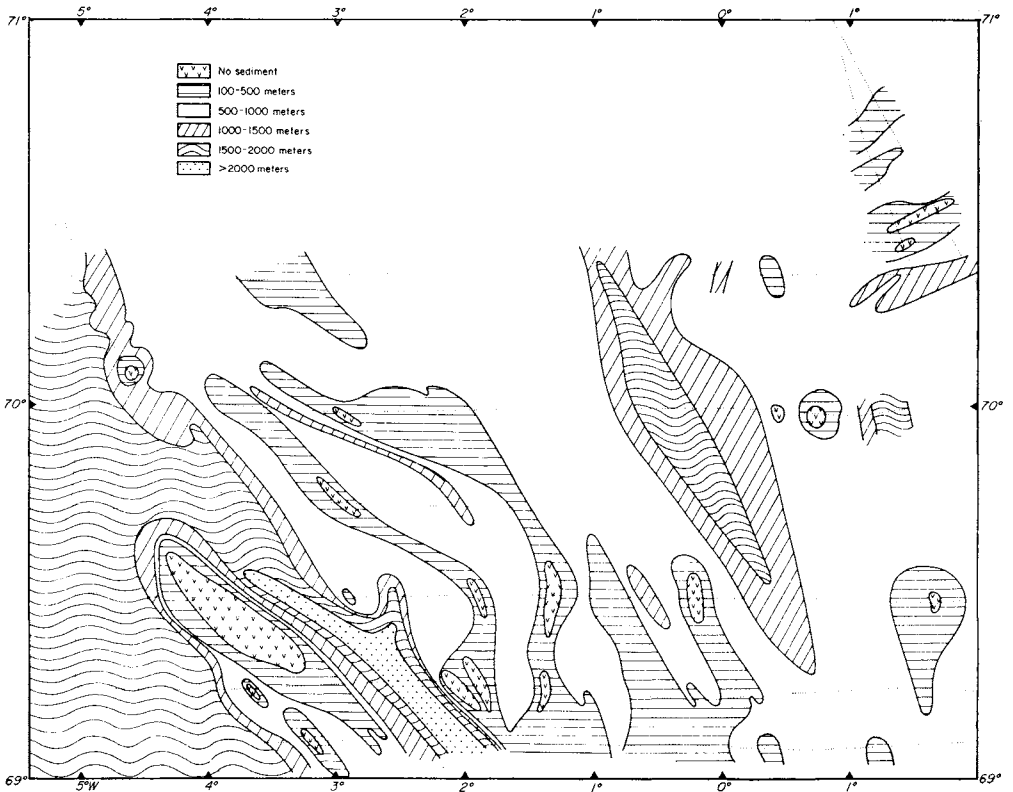 5° 4° 3° 2° 1° 0° 1°
71° 71°
No sediment
100-500 meters
500-1000 meters
1000-1500 meters
1500-2000 meters
>2000 meters
70° 70°
69° 69°
5°W 4° 3° 2° 1° 0° 1°